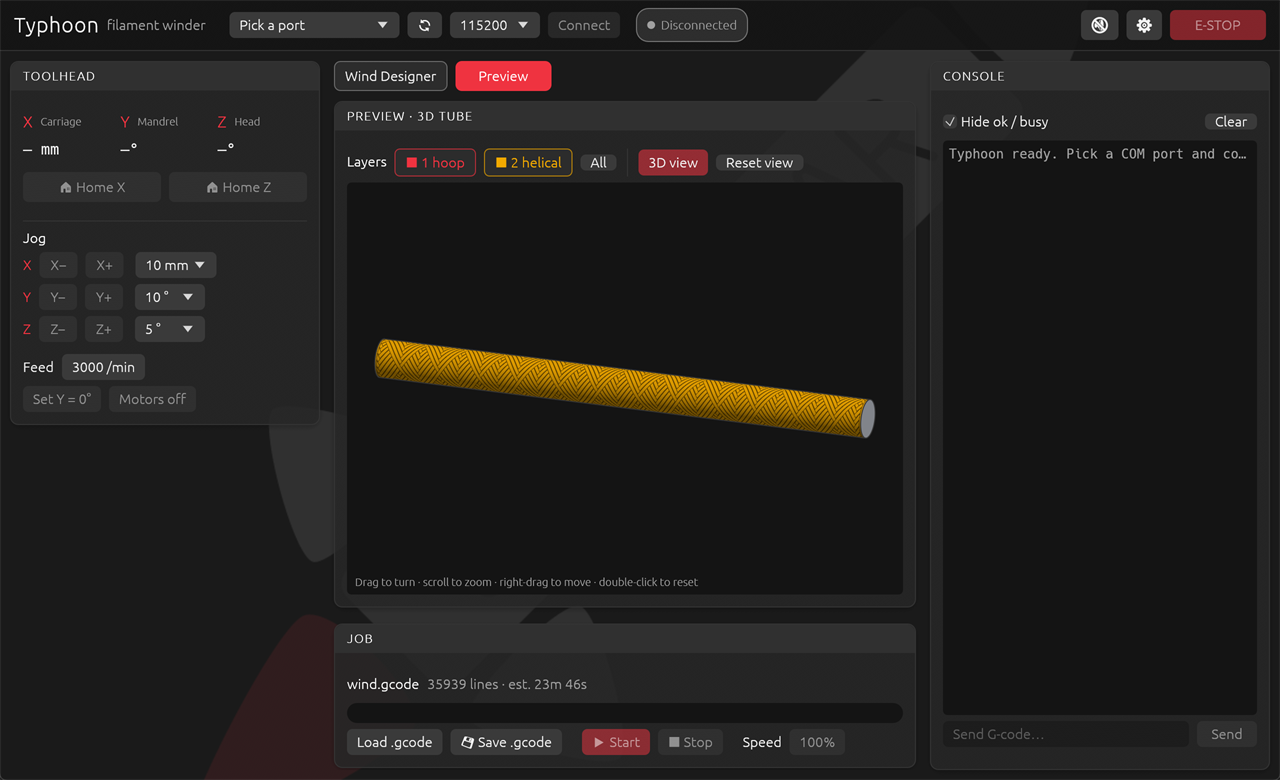 Typhoon filament winder Pick a port 115200 Connect Disconnected E-STOP
TOOLHEAD
X Carriage Y Mandrel Z Head
– mm –° –°
Home X Home Z
Jog
X X– X+ 10 mm
Y Y– Y+ 10 °
Z Z– Z+ 5 °
Feed 3000 /min
Set Y = 0° Motors off
Wind Designer Preview
PREVIEW · 3D TUBE
Layers 1 hoop 2 helical All 3D view Reset view
Drag to turn · scroll to zoom · right-drag to move · double-click to reset
JOB
wind.gcode 35939 lines · est. 23m 46s
Load .gcode Save .gcode Start Stop Speed 100%
CONSOLE
Hide ok / busy Clear
Typhoon ready. Pick a COM port and co…
Send G-code… Send